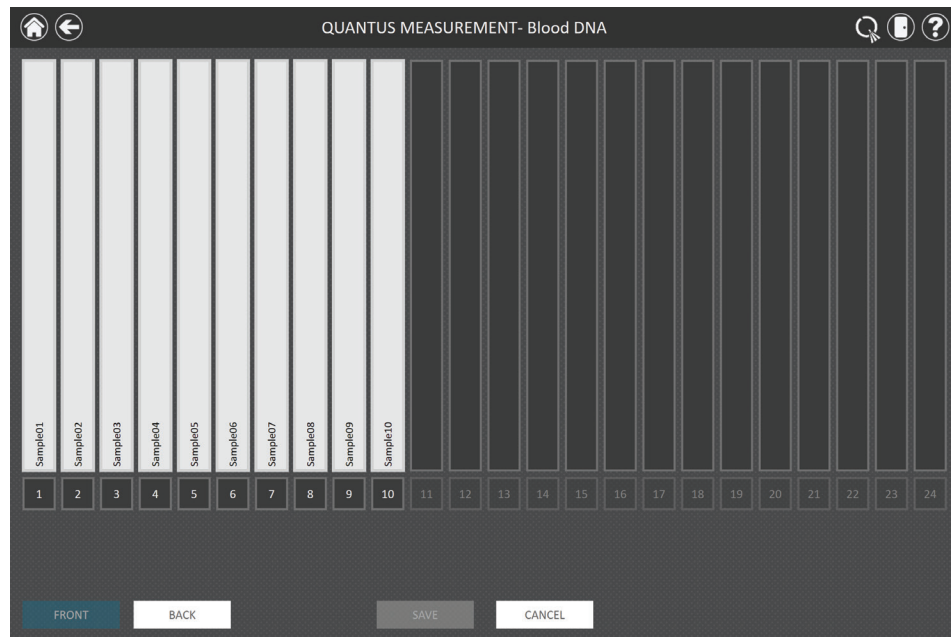 QUANTUS MEASUREMENT- Blood DNA
?
Sample01
Sample02
Sample03
Sample04
Sample05
Sample06
Sample07
Sample08
Sample09
Sample10
1 2 3 4 5 6 7 8 9 10 11 12 13 14 15 16 17 18 19 20 21 22 23 24
FRONT BACK SAVE CANCEL